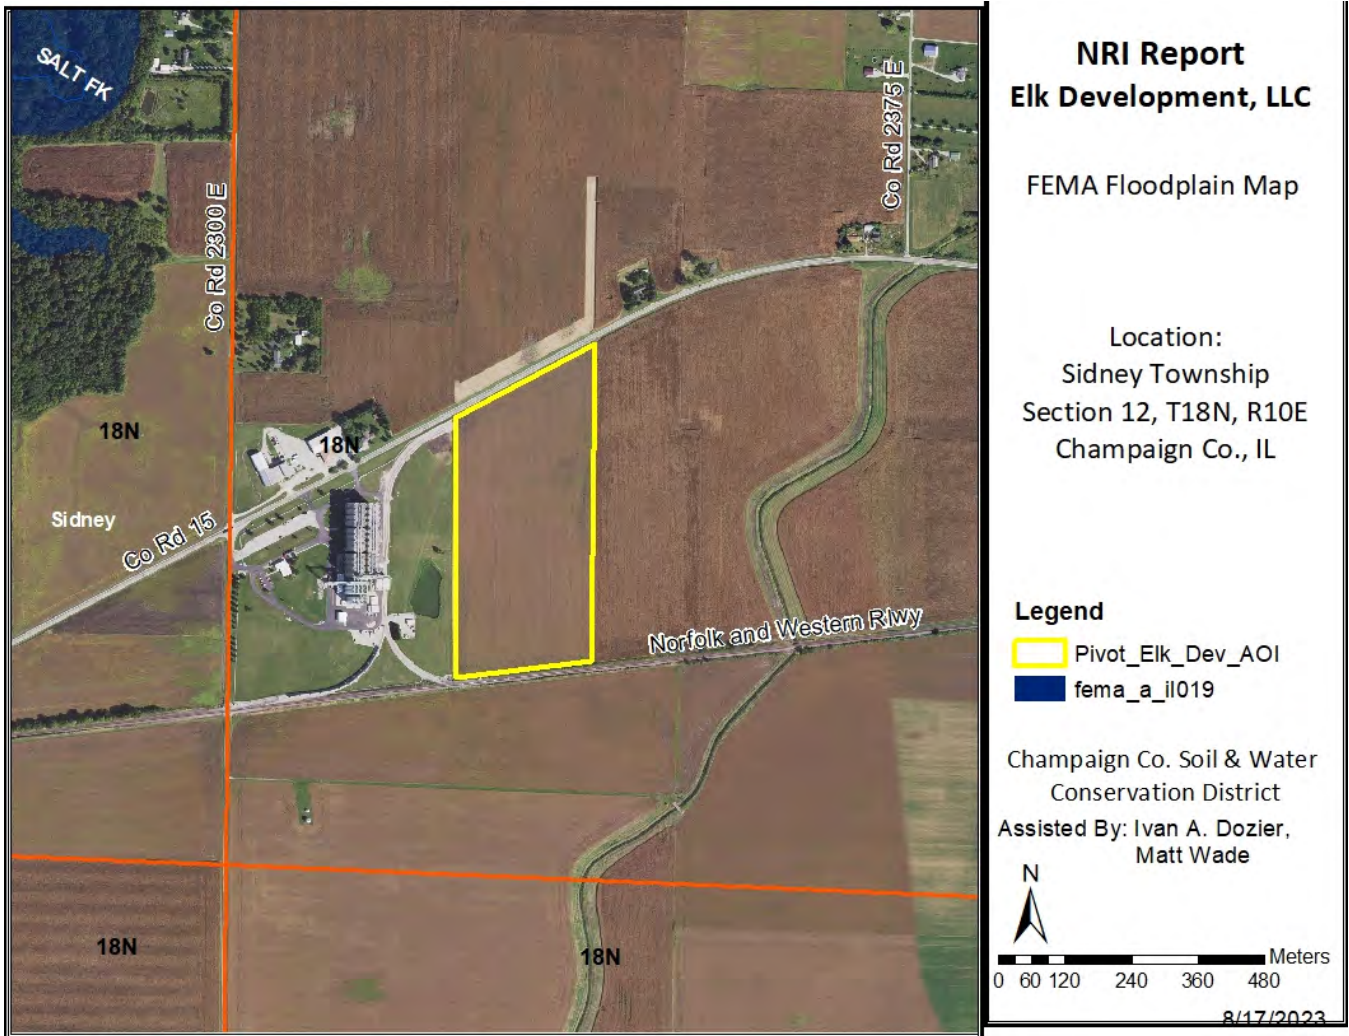 SALT FK
Co Rd 2300 E
Co Rd 2375 E
18N
18N
Sidney
Co Rd 15
Norfolk and Western Rlwy
18N
18N
NRI Report
Elk Development, LLC
FEMA Floodplain Map
Location:
Sidney Township
Section 12, T18N, R10E
Champaign Co., IL
Legend
Pivot_Elk_Dev_AOI
fema_a_il019
Champaign Co. Soil & Water
Conservation District
Assisted By: Ivan A. Dozier,
Matt Wade
N
Meters
0 60 120 240 360 480
8/17/2023